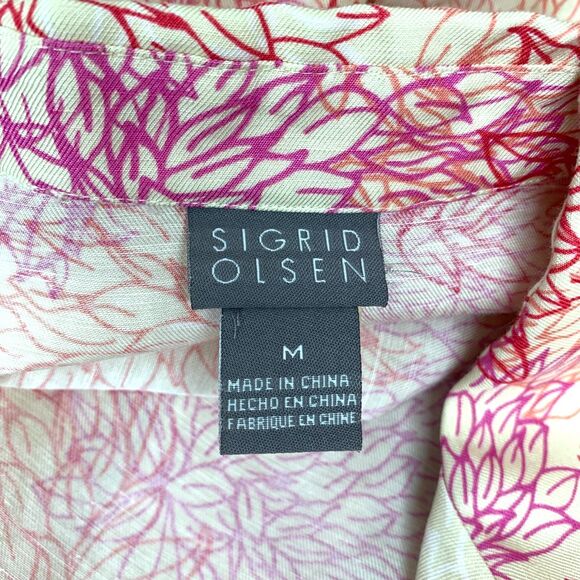 SIGRID
OLSEN
M
MADE IN CHINA
HECHO EN CHINA
FABRIQUE EN CHINE